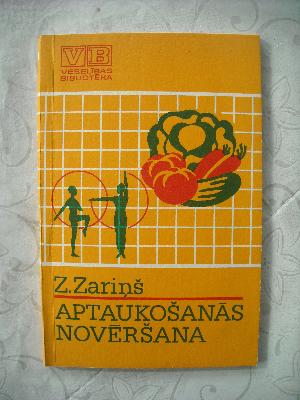 VB
VESELĪBAS
BIBLIOTĒKA
Z. Zariņš
APTAUKOŠANĀS
NOVĒRŠANA